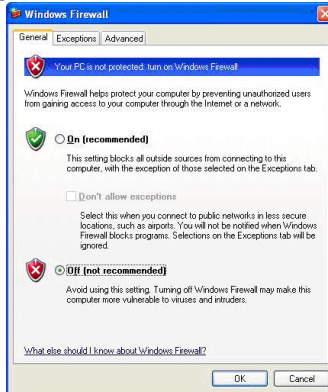 Windows Firewall
General Exceptions Advanced
Your PC is not protected: turn on Windows Firewall
Windows Firewall helps protect your computer by preventing unauthorized users
from gaining access to your computer through the Internet or a network.
On (recommended)
This setting blocks all outside sources from connecting to this
computer, with the exception of those selected on the Exceptions tab.
Don't allow exceptions
Select this when you connect to public networks in less secure
locations, such as airports. You will not be notified when Windows
Firewall blocks programs. Selections on the Exceptions tab will be
ignored.
Off (not recommended)
Avoid using this setting. Turning off Windows Firewall may make this
computer more vulnerable to viruses and intruders.
What else should I know about Windows Firewall?
OK Cancel